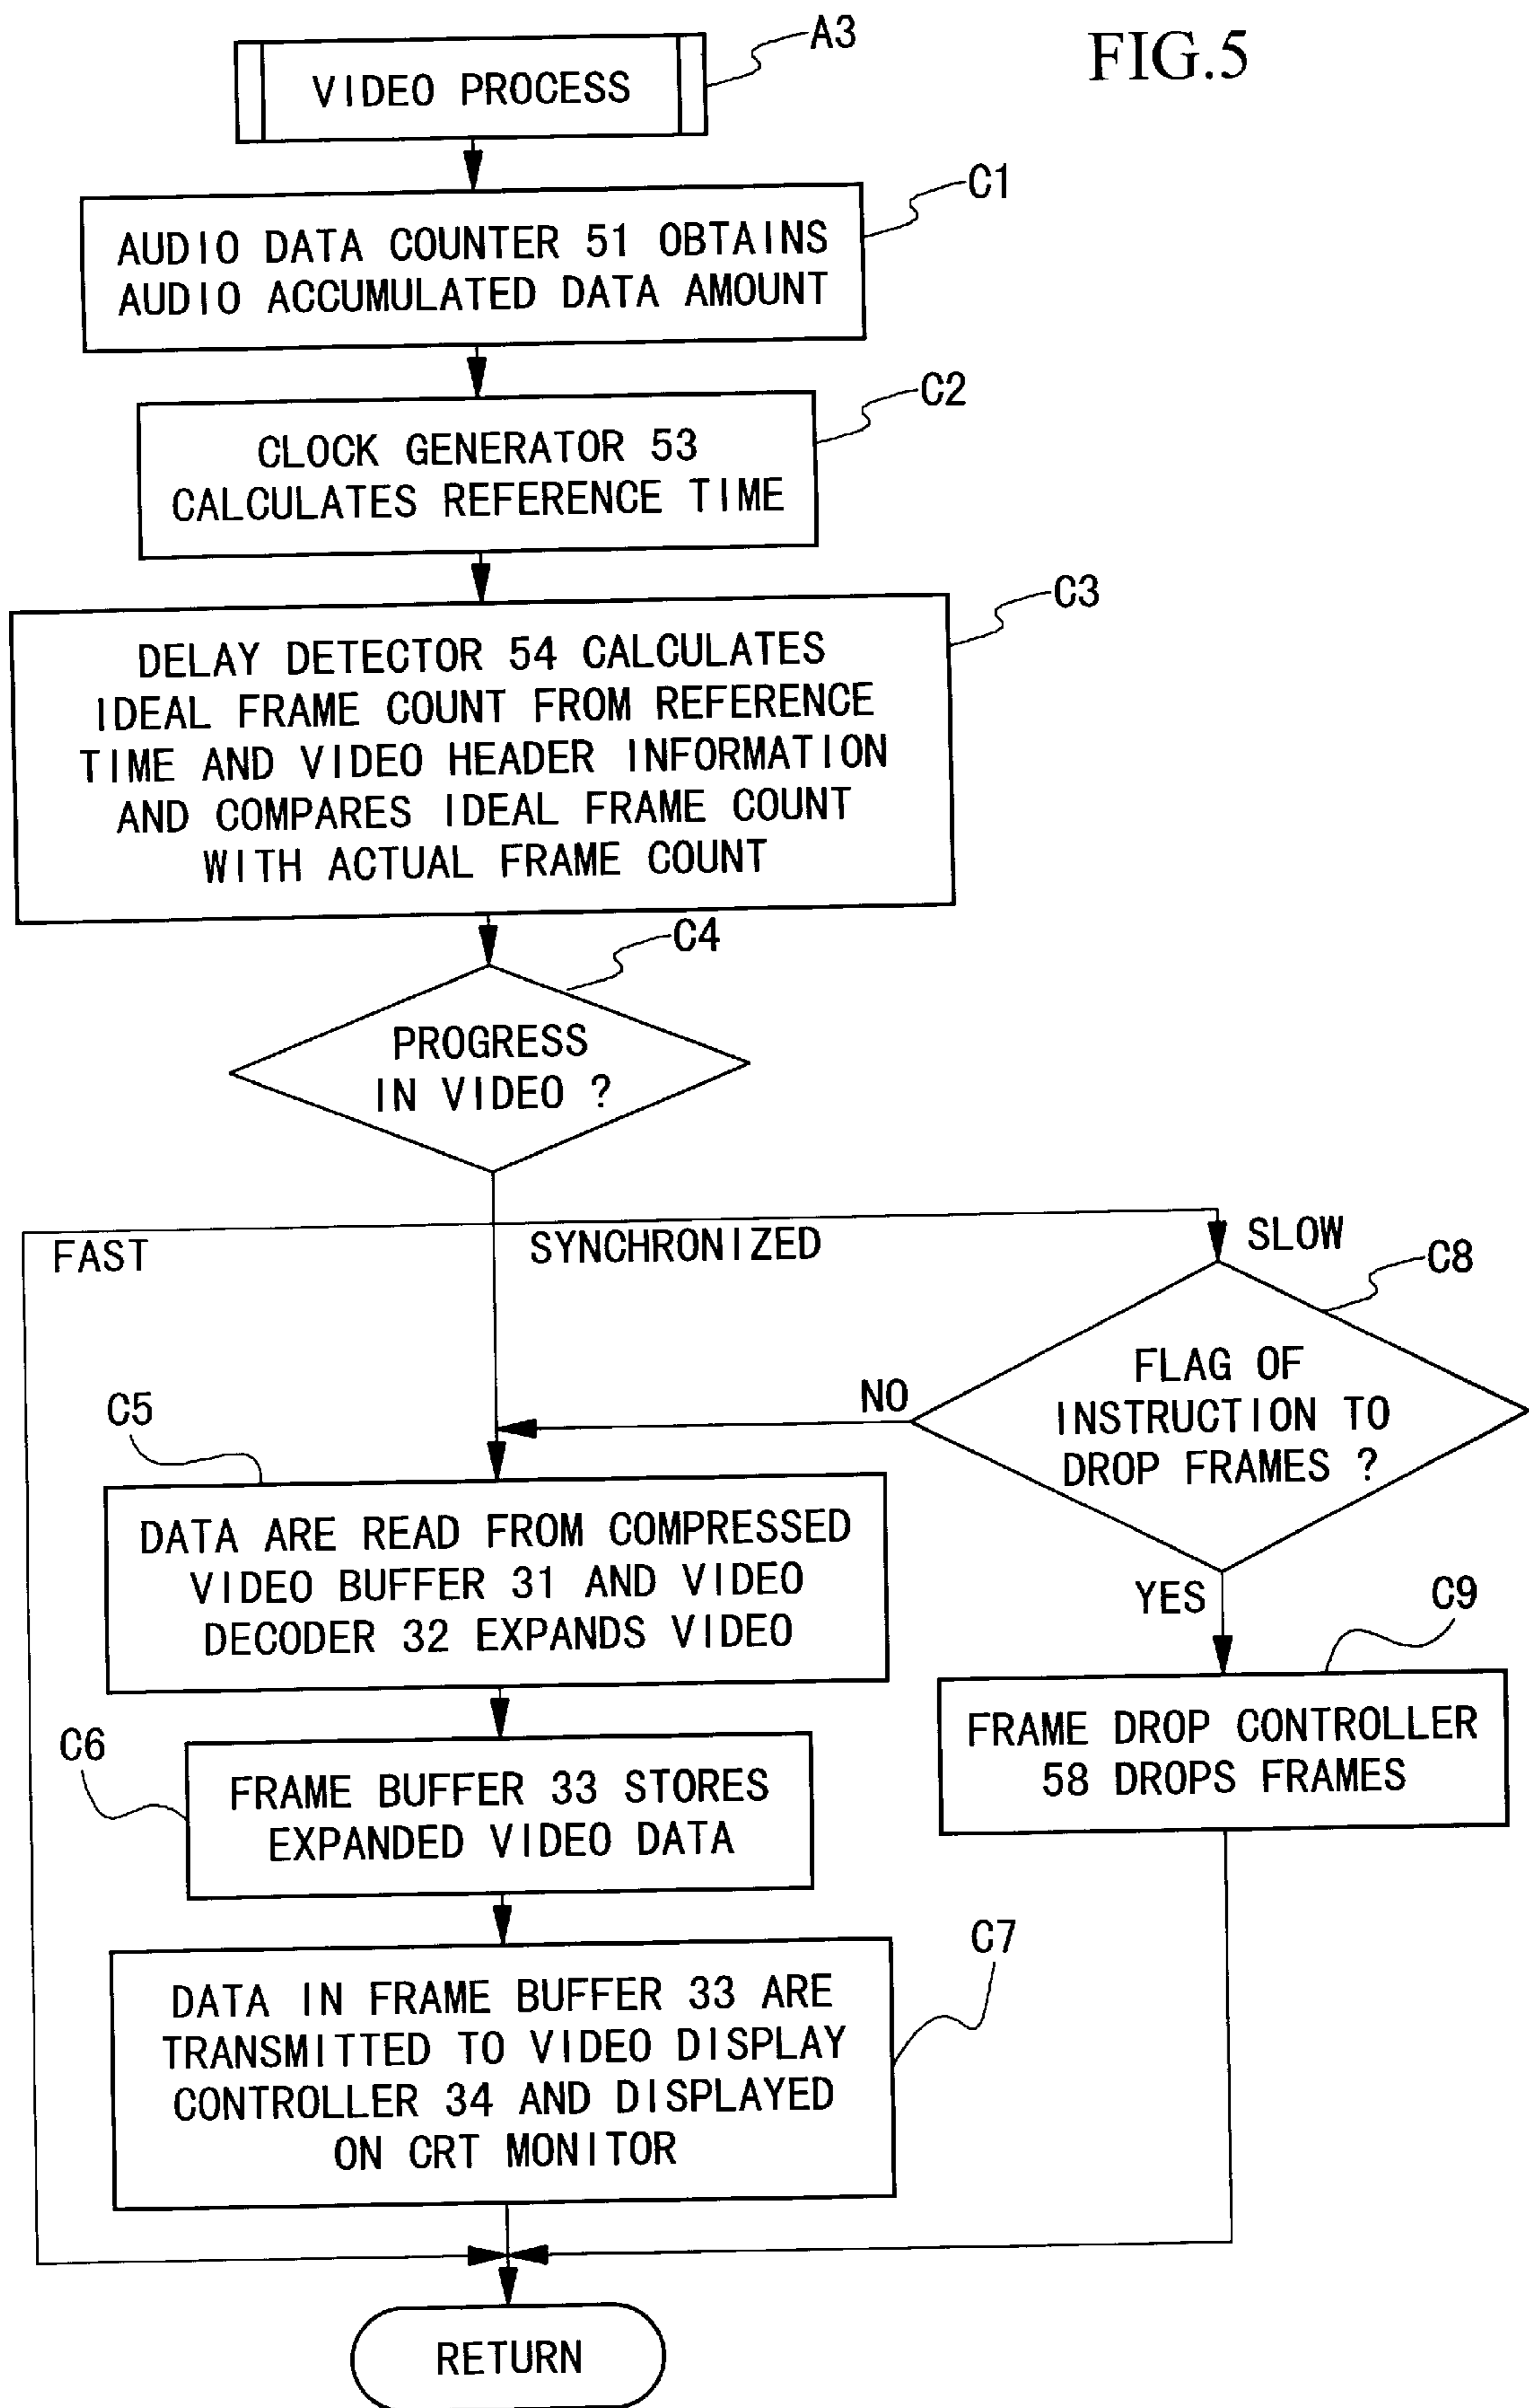 FIG.5
A3
VIDEO PROCESS
C1
AUDIO DATA COUNTER 51 OBTAINS
AUDIO ACCUMULATED DATA AMOUNT
C2
CLOCK GENERATOR 53
CALCULATES REFERENCE TIME
C3
DELAY DETECTOR 54 CALCULATES
IDEAL FRAME COUNT FROM REFERENCE
TIME AND VIDEO HEADER INFORMATION
AND COMPARES IDEAL FRAME COUNT
WITH ACTUAL FRAME COUNT
C4
PROGRESS
IN VIDEO ?
FAST
SYNCHRONIZED
SLOW
C8
FLAG OF
INSTRUCTION TO
DROP FRAMES ?
NO
YES
C5
DATA ARE READ FROM COMPRESSED
VIDEO BUFFER 31 AND VIDEO
DECODER 32 EXPANDS VIDEO
C9
FRAME DROP CONTROLLER
58 DROPS FRAMES
C6
FRAME BUFFER 33 STORES
EXPANDED VIDEO DATA
C7
DATA IN FRAME BUFFER 33 ARE
TRANSMITTED TO VIDEO DISPLAY
CONTROLLER 34 AND DISPLAYED
ON CRT MONITOR
RETURN